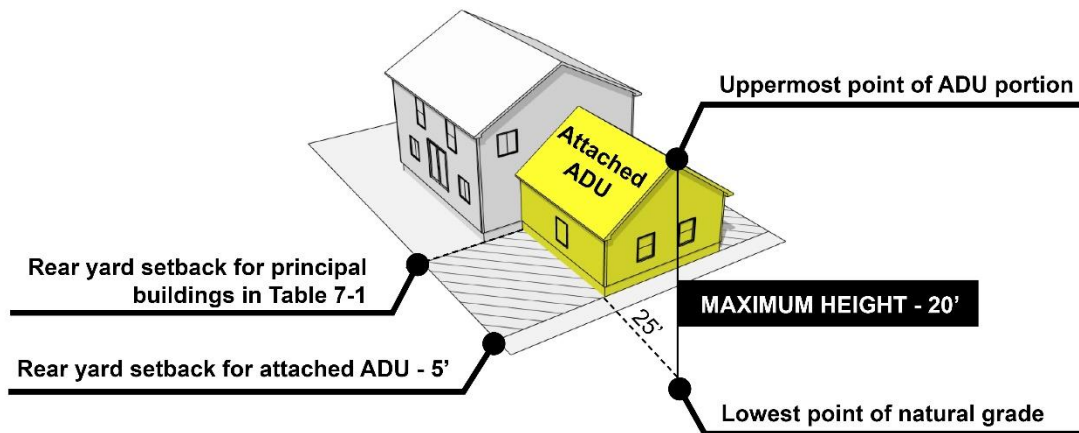 Uppermost point of ADU portion
Attached
ADU
Rear yard setback for principal
buildings in Table 7-1
MAXIMUM HEIGHT - 20’
25’
Rear yard setback for attached ADU - 5’
Lowest point of natural grade